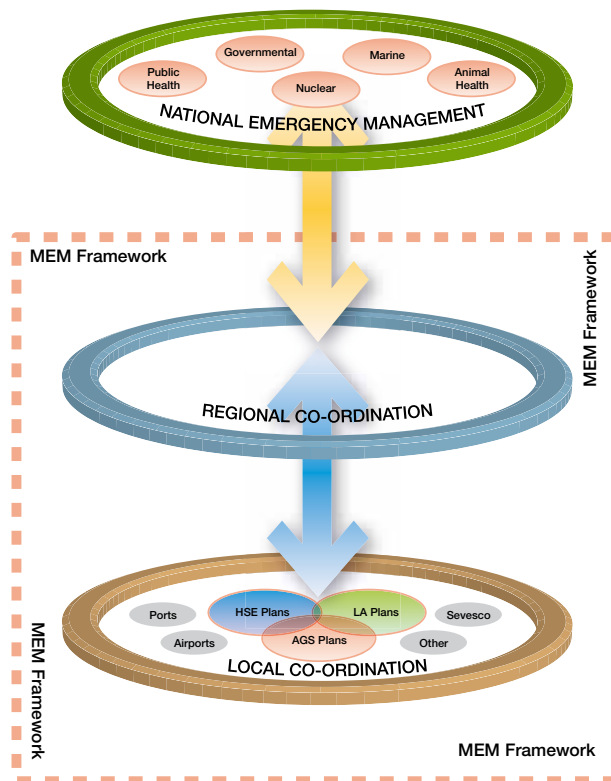 Governmental
Marine
Public
Health
Animal
Health
Nuclear
NATIONAL EMERGENCY MANAGEMENT
MEM Framework
MEM Framework
REGIONAL CO-ORDINATION
HSE Plans
LA Plans
Ports
Sevesco
AGS Plans
Airports
Other
LOCAL CO-ORDINATION
MEM Framework
MEM Framework